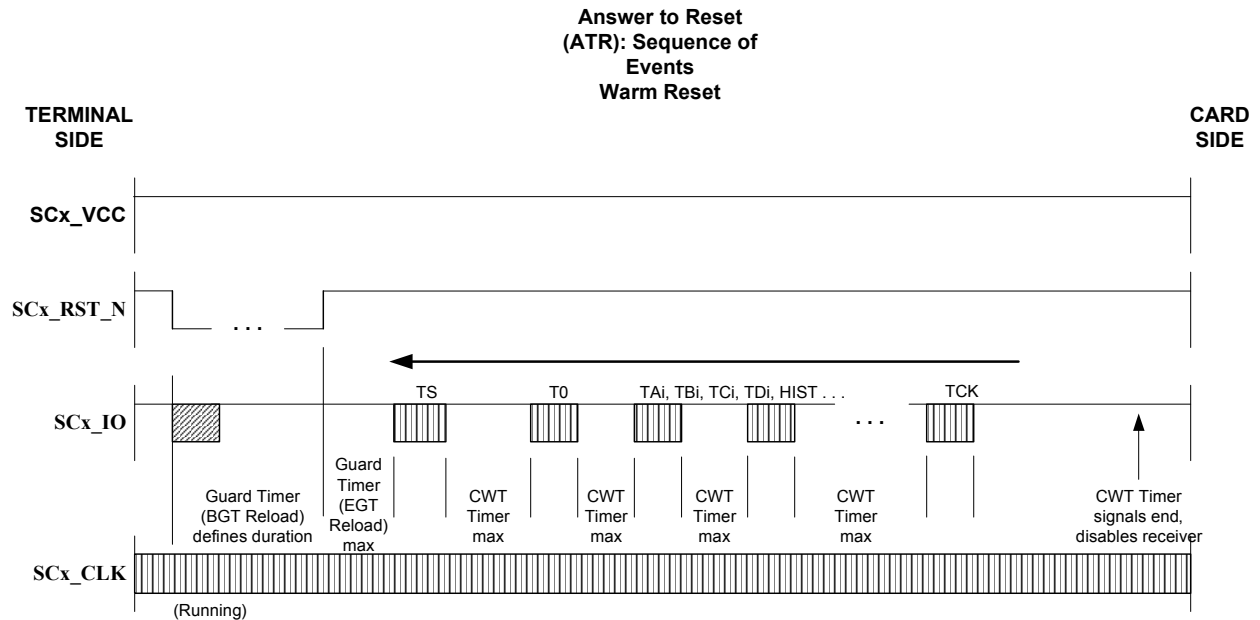 Answer to Reset
(ATR): Sequence of
Events
Warm Reset
TERMINAL
SIDE
CARD
SIDE
SCx_VCC
SCx_RST_N
. . .
TS
T0
TAi, TBi, TCi, TDi, HIST . . .
TCK
SCx_IO
. . .
Guard Timer
(BGT Reload)
defines duration
Guard
Timer
(EGT
Reload)
max
CWT
Timer
max
CWT
Timer
max
CWT
Timer
max
CWT
Timer
max
CWT Timer
signals end,
disables receiver
SCx_CLK
(Running)